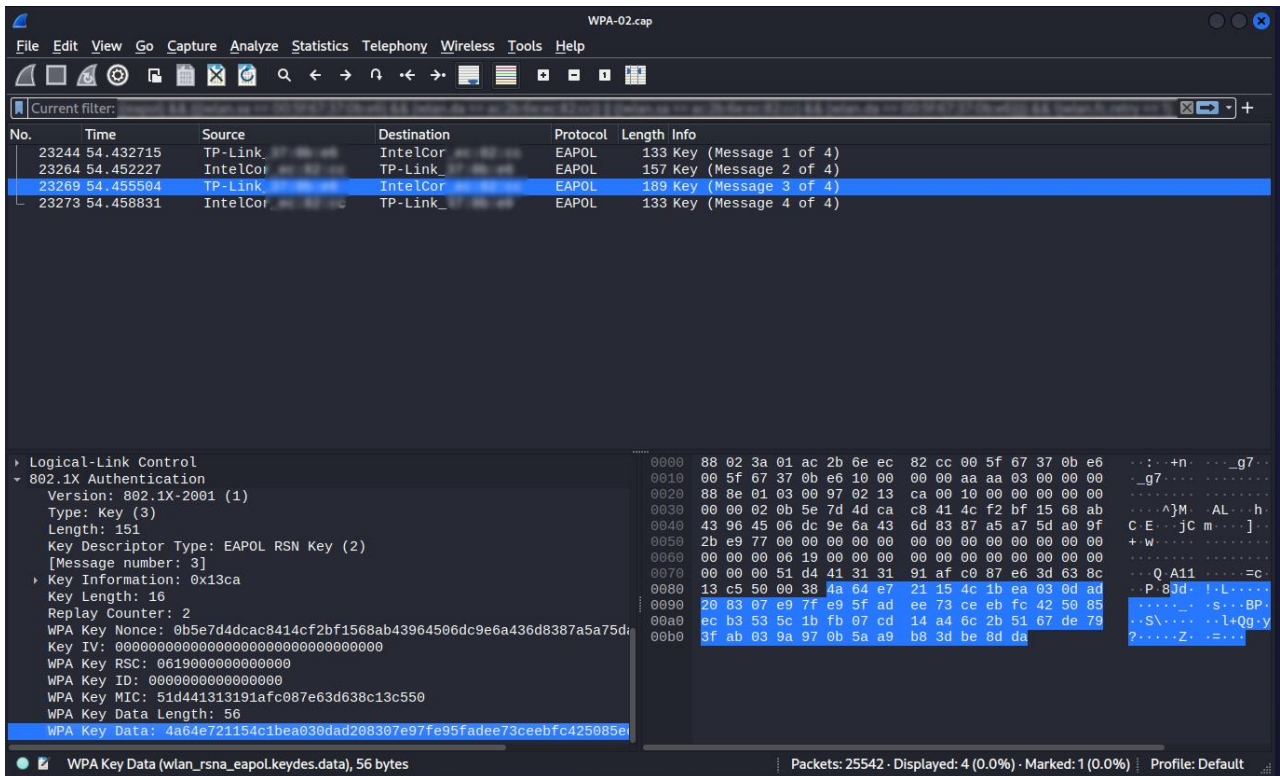 WPA-02.cap
File Edit View Go Capture Analyze Statistics Telephony Wireless Tools Help
Current filter:
No. Time Source Destination Protocol Length Info
23244 54.432715 TP-Link_ IntelCor EAPOL 133 Key (Message 1 of 4)
23264 54.452227 IntelCor TP-Link_ EAPOL 157 Key (Message 2 of 4)
23269 54.455504 TP-Link_ IntelCor EAPOL 189 Key (Message 3 of 4)
23273 54.458831 IntelCor TP-Link_ EAPOL 133 Key (Message 4 of 4)
Logical-Link Control
802.1X Authentication
Version: 802.1X-2001 (1)
Type: Key (3)
Length: 151
Key Descriptor Type: EAPOL RSN Key (2)
[Message number: 3]
Key Information: 0x13ca
Key Length: 16
Replay Counter: 2
WPA Key Nonce: 0b5e7d4dcac8414cf2bf1568ab43964506dc9e6a436d8387a5a75da
Key IV: 00000000000000000000000000000000
WPA Key RSC: 0619000000000000
WPA Key ID: 0000000000000000
WPA Key MIC: 51d441313191afc087e63d638c13c550
WPA Key Data Length: 56
WPA Key Data: 4a64e721154c1bea030dad208307e97fe95fadee73ceebfc425085e
0000 88 02 3a 01 ac 2b 6e ec 82 cc 00 5f 67 37 0b e6 ··:··+n· ···_g7··
0010 00 5f 67 37 0b e6 10 00 00 00 aa aa 03 00 00 00 ·_g7···· ········
0020 88 8e 01 03 00 97 02 13 ca 00 10 00 00 00 00 00 ········ ········
0030 00 00 02 0b 5e 7d 4d ca c8 41 4c f2 bf 15 68 ab ····^}M· ·AL···h·
0040 43 96 45 06 dc 9e 6a 43 6d 83 87 a5 a7 5d a0 9f C·E···jC m····]··
0050 2b e9 77 00 00 00 00 00 00 00 00 00 00 00 00 00 +·w····· ········
0060 00 00 00 06 19 00 00 00 00 00 00 00 00 00 00 00 ········ ········
0070 00 00 00 51 d4 41 31 31 91 af c0 87 e6 3d 63 8c ···Q·A11 ·····=c·
0080 13 c5 50 00 38 4a 64 e7 21 15 4c 1b ea 03 0d ad ··P·8Jd· !·L·····
0090 20 83 07 e9 7f e9 5f ad ee 73 ce eb fc 42 50 85 ······_· ·s···BP·
00a0 ec b3 53 5c 1b fb 07 cd 14 a4 6c 2b 51 67 de 79 ··S\···· ··l+Qg·y
00b0 3f ab 03 9a 97 0b 5a a9 b8 3d be 8d da ?·····Z· ·=···
WPA Key Data (wlan_rsna_eapol.keydes.data), 56 bytes
Packets: 25542 · Displayed: 4 (0.0%) · Marked: 1 (0.0%)
Profile: Default